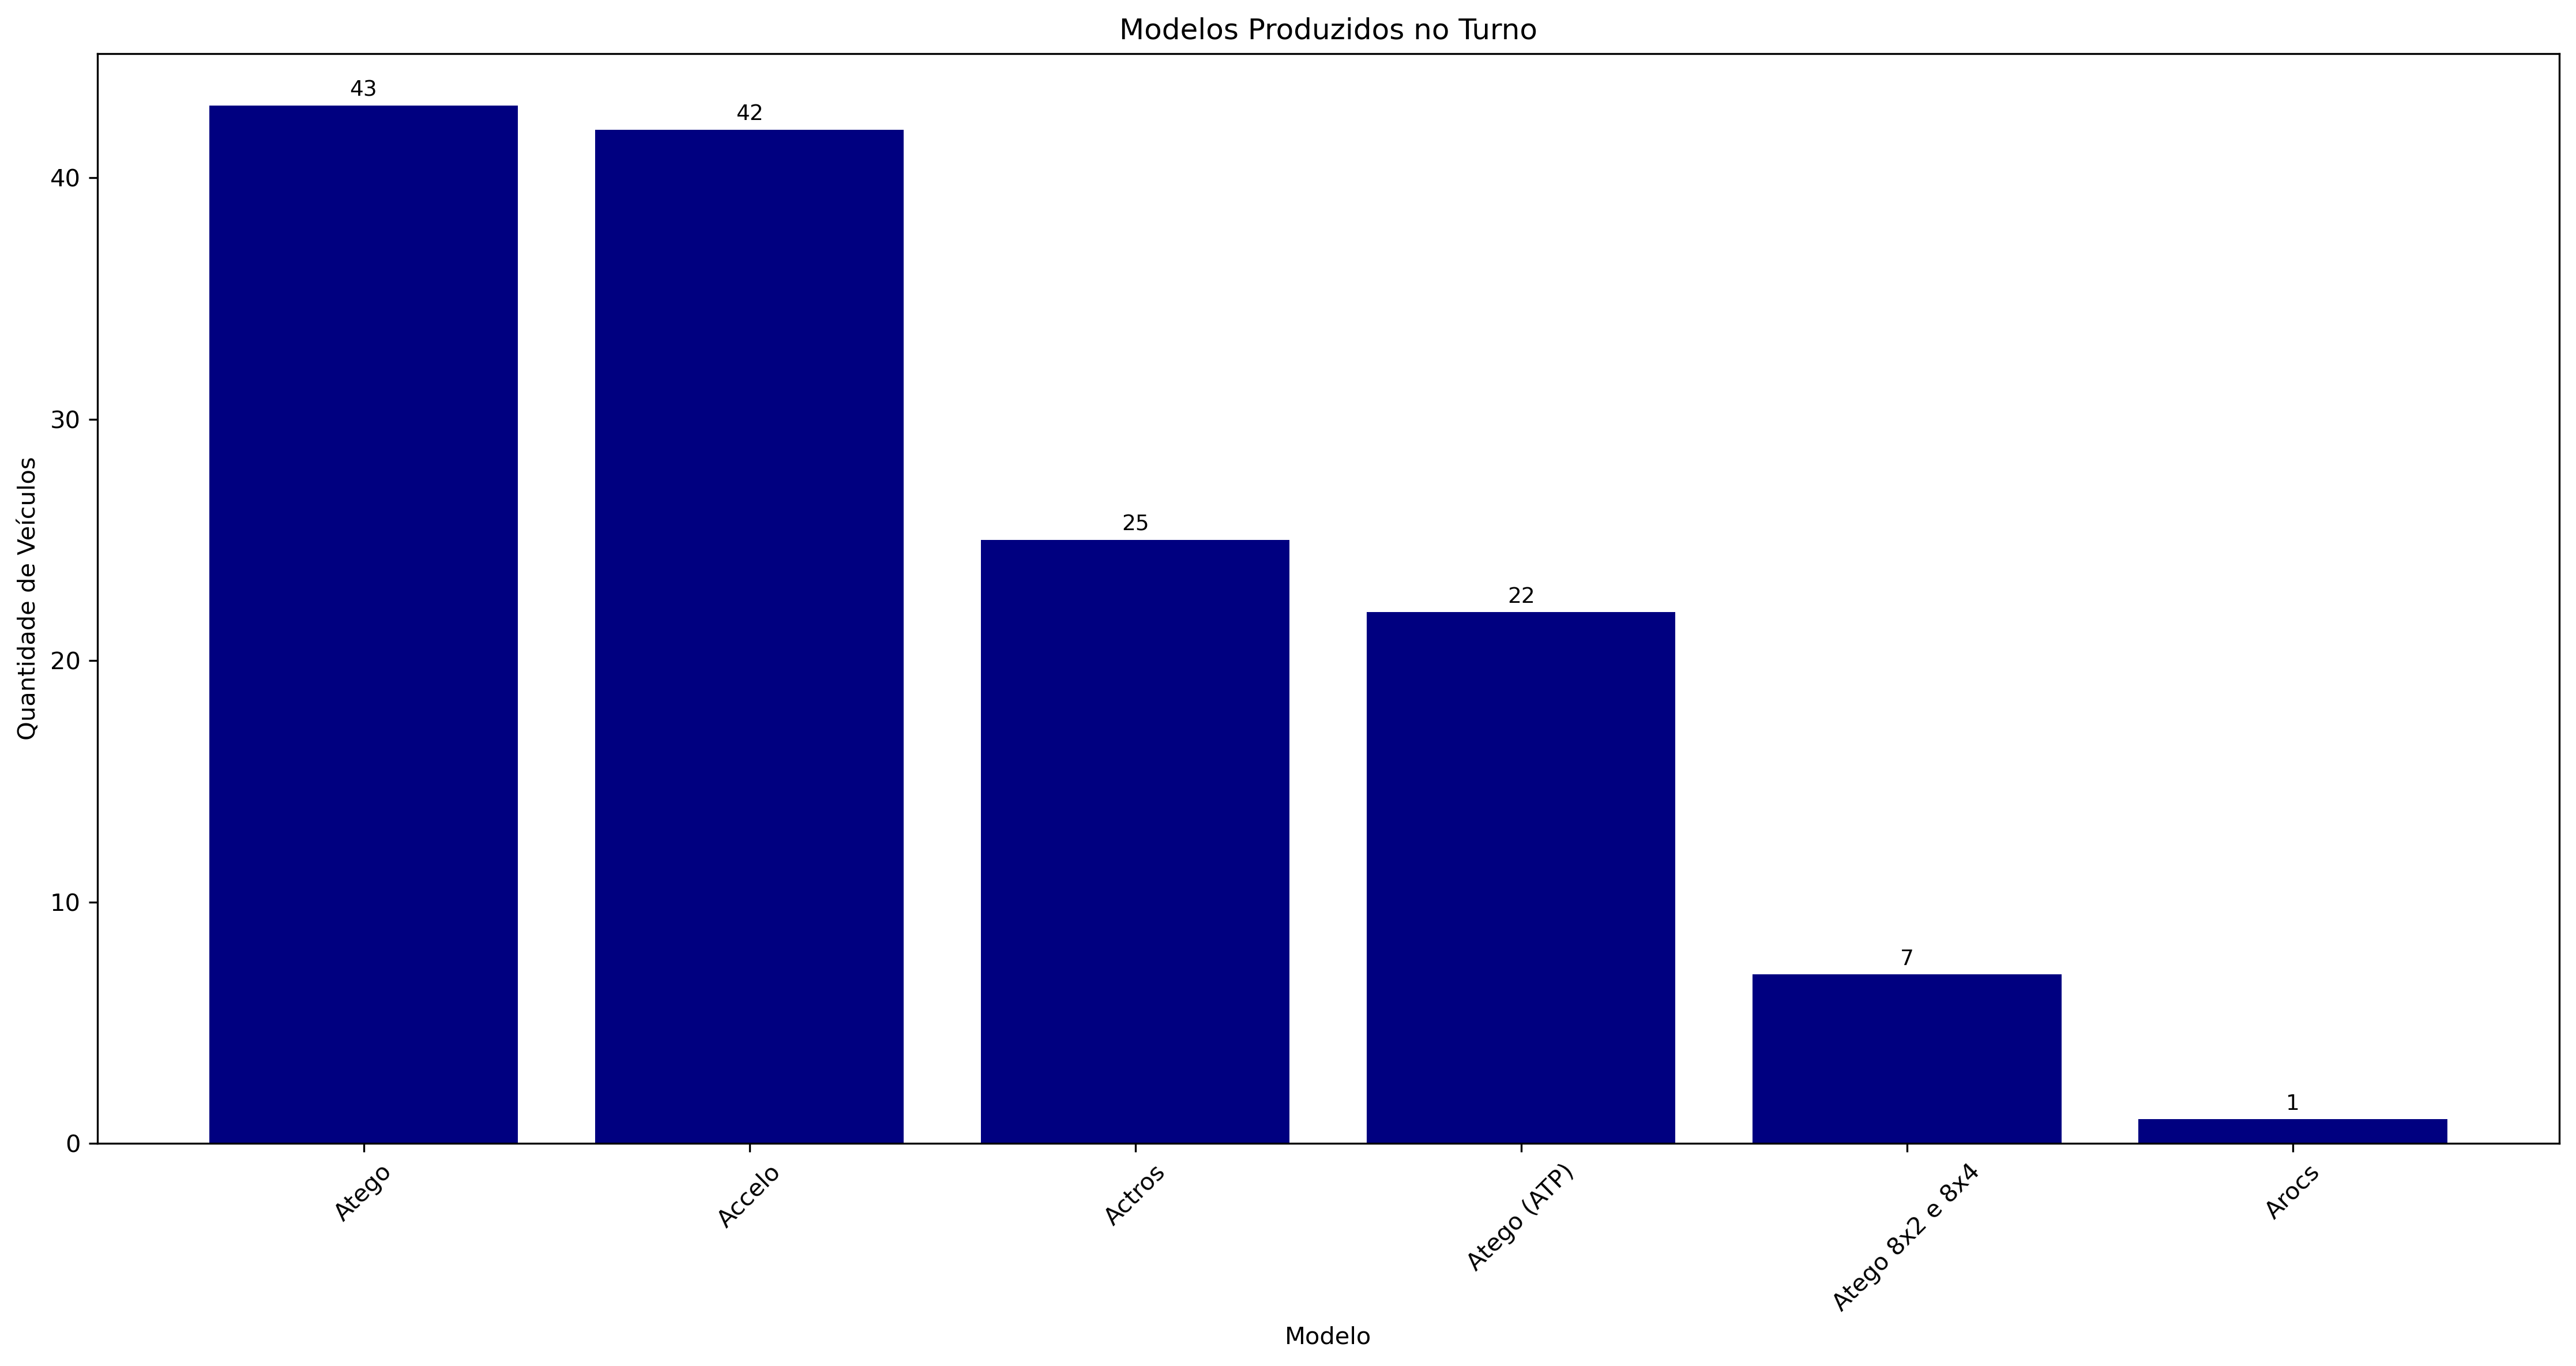 Modelos Produzidos no Turno
Quantidade de Veículos
40
30
20
10
0
43
42
25
22
7
1
Atego
Accelo
Actros
Atego (ATP)
Atego 8x2 e 8x4
Arocs
Modelo